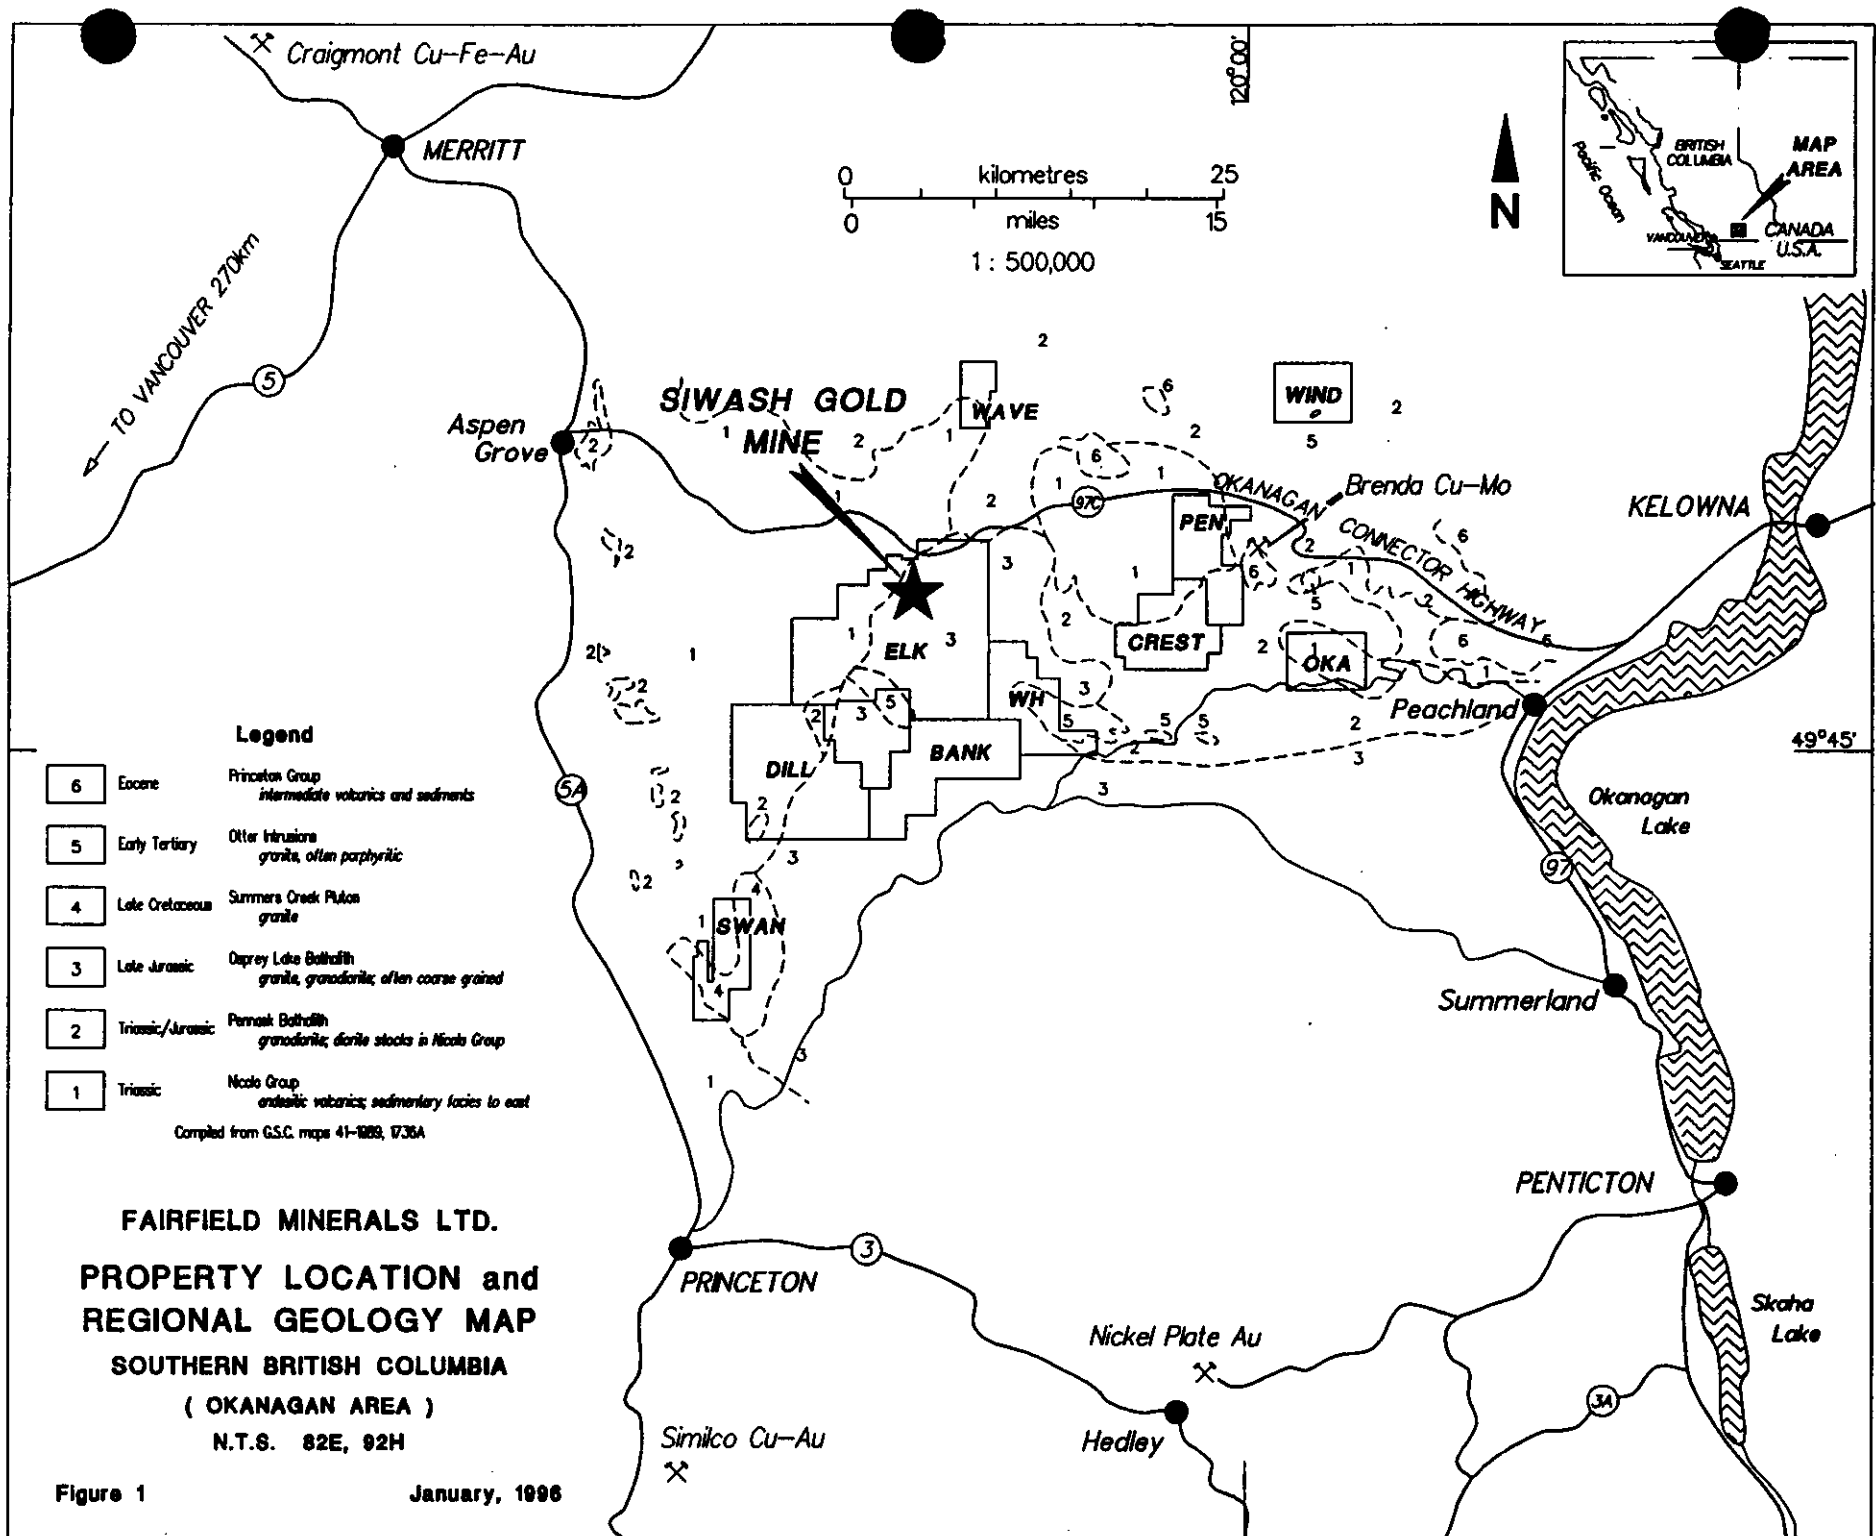 Craigmont Cu-Fe-Au
MERRITT
120°00'
0 kilometres 25
0 miles 15
1 : 500,000
N
BRITISH
COLUMBIA
MAP
AREA
Pacific Ocean
VANCOUVER
CANADA
U.S.A.
SEATTLE
TO VANCOUVER 270km
5
Aspen
Grove
SIWASH GOLD
MINE
WAVE
WIND
OKANAGAN
CONNECTOR HIGHWAY
Brenda Cu-Mo
KELOWNA
97C
PEN
CREST
OKA
ELK
WH
BANK
DILL
SWAN
Peachland
49°45'
Okanagan
Lake
97
5A
Summerland
PENTICTON
Skaha
Lake
3A
PRINCETON
3
Nickel Plate Au
Hedley
Similco Cu-Au
Legend
6 Eocene Princeton Group
intermediate volcanics and sediments
5 Early Tertiary Otter Intrusions
granite, often porphyritic
4 Late Cretaceous Summers Creek Pluton
granite
3 Late Jurassic Osprey Lake Batholith
granite, granodiorite; often coarse grained
2 Triassic/Jurassic Pennask Batholith
granodiorite; diorite stocks in Nicola Group
1 Triassic Nicola Group
andesitic volcanics; sedimentary facies to east
Compiled from G.S.C. maps 41-1989, 1736A
FAIRFIELD MINERALS LTD.
PROPERTY LOCATION and
REGIONAL GEOLOGY MAP
SOUTHERN BRITISH COLUMBIA
( OKANAGAN AREA )
N.T.S. 82E, 92H
Figure 1 January, 1996